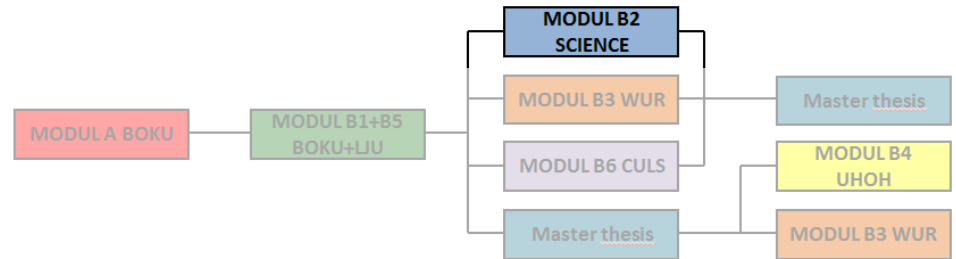 MODUL B2
SCIENCE
MODUL B3 WUR
Master thesis
MODUL A BOKU
MODUL B1+B5
BOKU+LJU
MODUL B6 CULS
MODUL B4
UHOH
Master thesis
MODUL B3 WUR